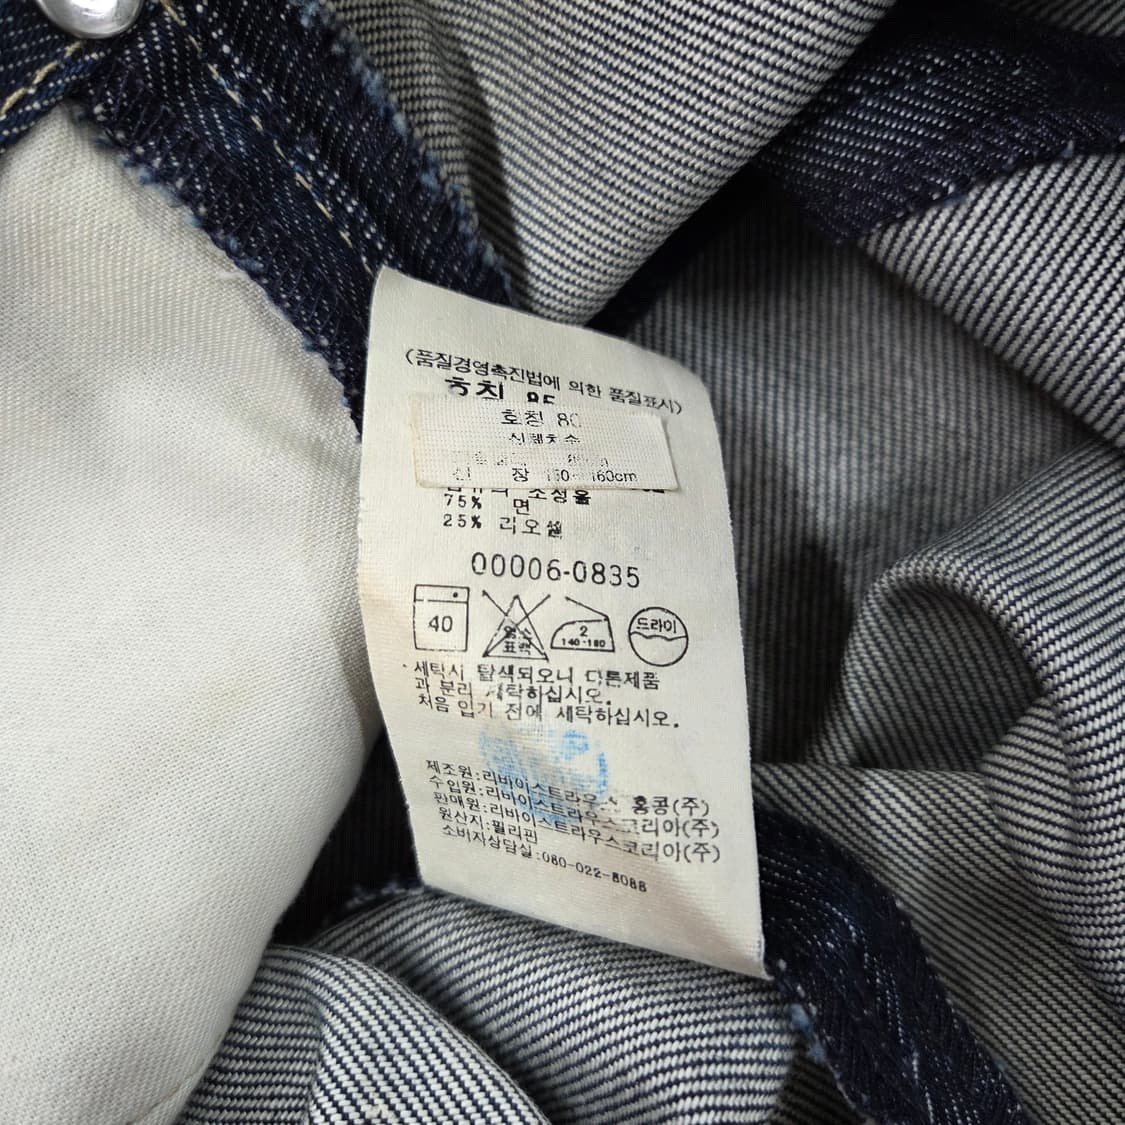 (품질경영촉진법에 의한 품질표시)
호칭 85
호칭 80
신체치수
장 150-160cm
조성율
75% 면
25% 리오셀
00006-0835
40
염소
표백
2
140-160
드라이
세탁시 탈색되오니 다른제품
과 분리 세탁하십시오.
처음 입기 전에 세탁하십시오.
제조원:리바이스트라우스 홍콩(주)
수입원:리바이스트라우스코리아(주)
판매원:리바이스트라우스코리아(주)
원산지:필리핀
소비자상담실:080-022-8088